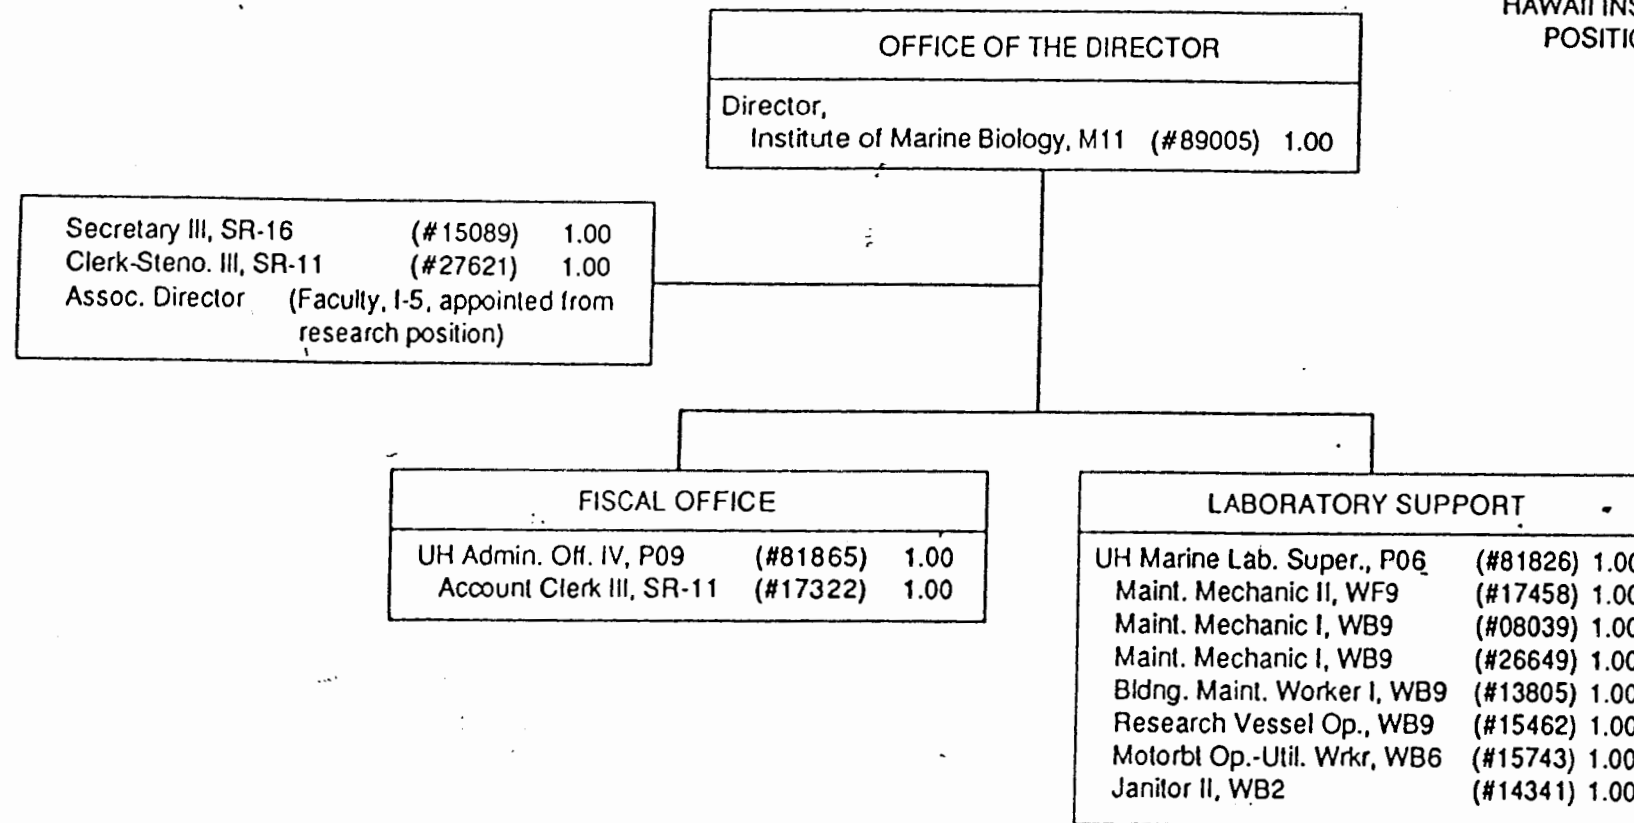 HAWAII INS
POSITIO
OFFICE OF THE DIRECTOR
Director,
Institute of Marine Biology, M11 (#89005) 1.00
Secretary III, SR-16 (#15089) 1.00
Clerk-Steno. III, SR-11 (#27621) 1.00
Assoc. Director (Faculty, I-5, appointed from
research position)
FISCAL OFFICE
UH Admin. Off. IV, P09 (#81865) 1.00
Account Clerk III, SR-11 (#17322) 1.00
LABORATORY SUPPORT
UH Marine Lab. Super., P06 (#81826) 1.00
Maint. Mechanic II, WF9 (#17458) 1.00
Maint. Mechanic I, WB9 (#08039) 1.00
Maint. Mechanic I, WB9 (#26649) 1.00
Bldng. Maint. Worker I, WB9 (#13805) 1.00
Research Vessel Op., WB9 (#15462) 1.00
Motorbt Op.-Util. Wrkr, WB6 (#15743) 1.00
Janitor II, WB2 (#14341) 1.00